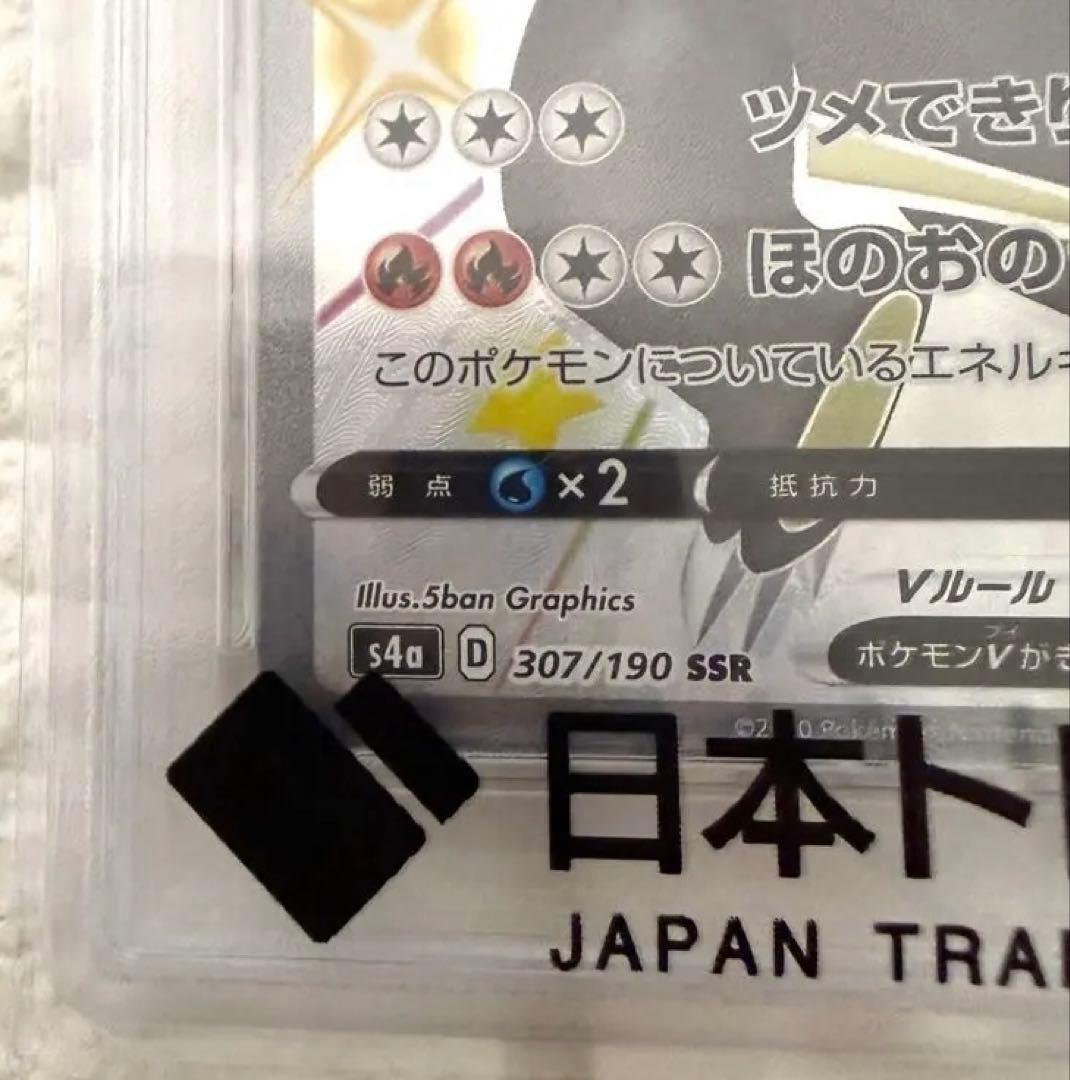 ツメでき
ほのおの
このポケモンについているエネル
弱点 ×2 抵抗力
Illus.5ban Graphics
Vルール
s4a D 307/190 SSR
ブイ
ポケモンVがき
日本ト
JAPAN TRA